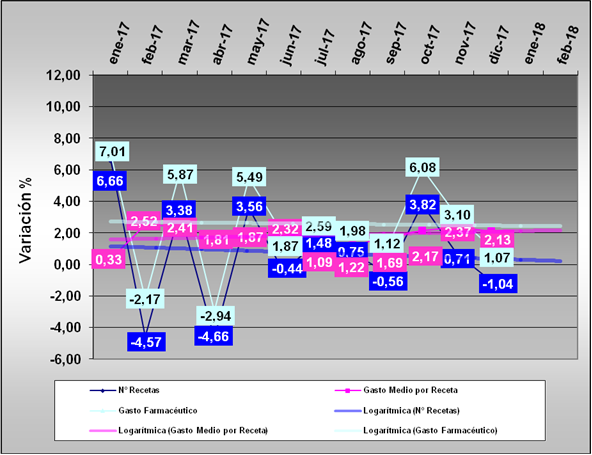 ene-17 feb-17 mar-17 abr-17 may-17 jun-17 jul-17 ago-17 sep-17 oct-17 nov-17 dic-17 ene-18 feb-18
12,00
10,00
8,00
6,00
4,00
2,00
0,00
-2,00
-4,00
-6,00
Variación %
7,01 5,87 5,49 6,08
6,66 3,38 3,56 3,82 3,10
2,52 2,41 1,81 1,87 2,32 2,59 1,98 2,17 2,37 2,13
0,33 1,87 1,48 0,75 1,12 0,71 1,07
-0,44 1,09 1,22 1,69 -0,56 -1,04
-2,17 -2,94
-4,57 -4,66
Nº Recetas Gasto Medio por Receta
Gasto Farmacéutico Logarítmica (Nº Recetas)
Logarítmica (Gasto Medio por Receta) Logarítmica (Gasto Farmacéutico)